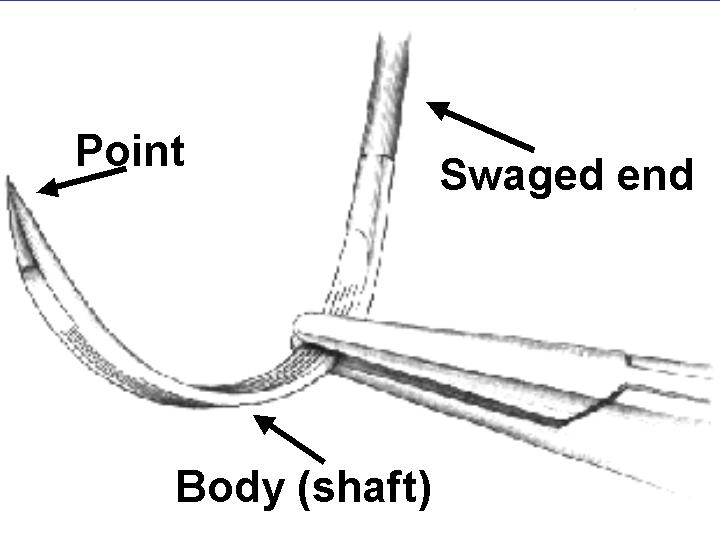 Point
Swaged end
Body (shaft)